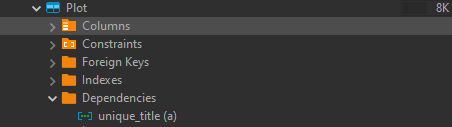 Plot 8K
Columns
Constraints
Foreign Keys
Indexes
Dependencies
unique_title (a)